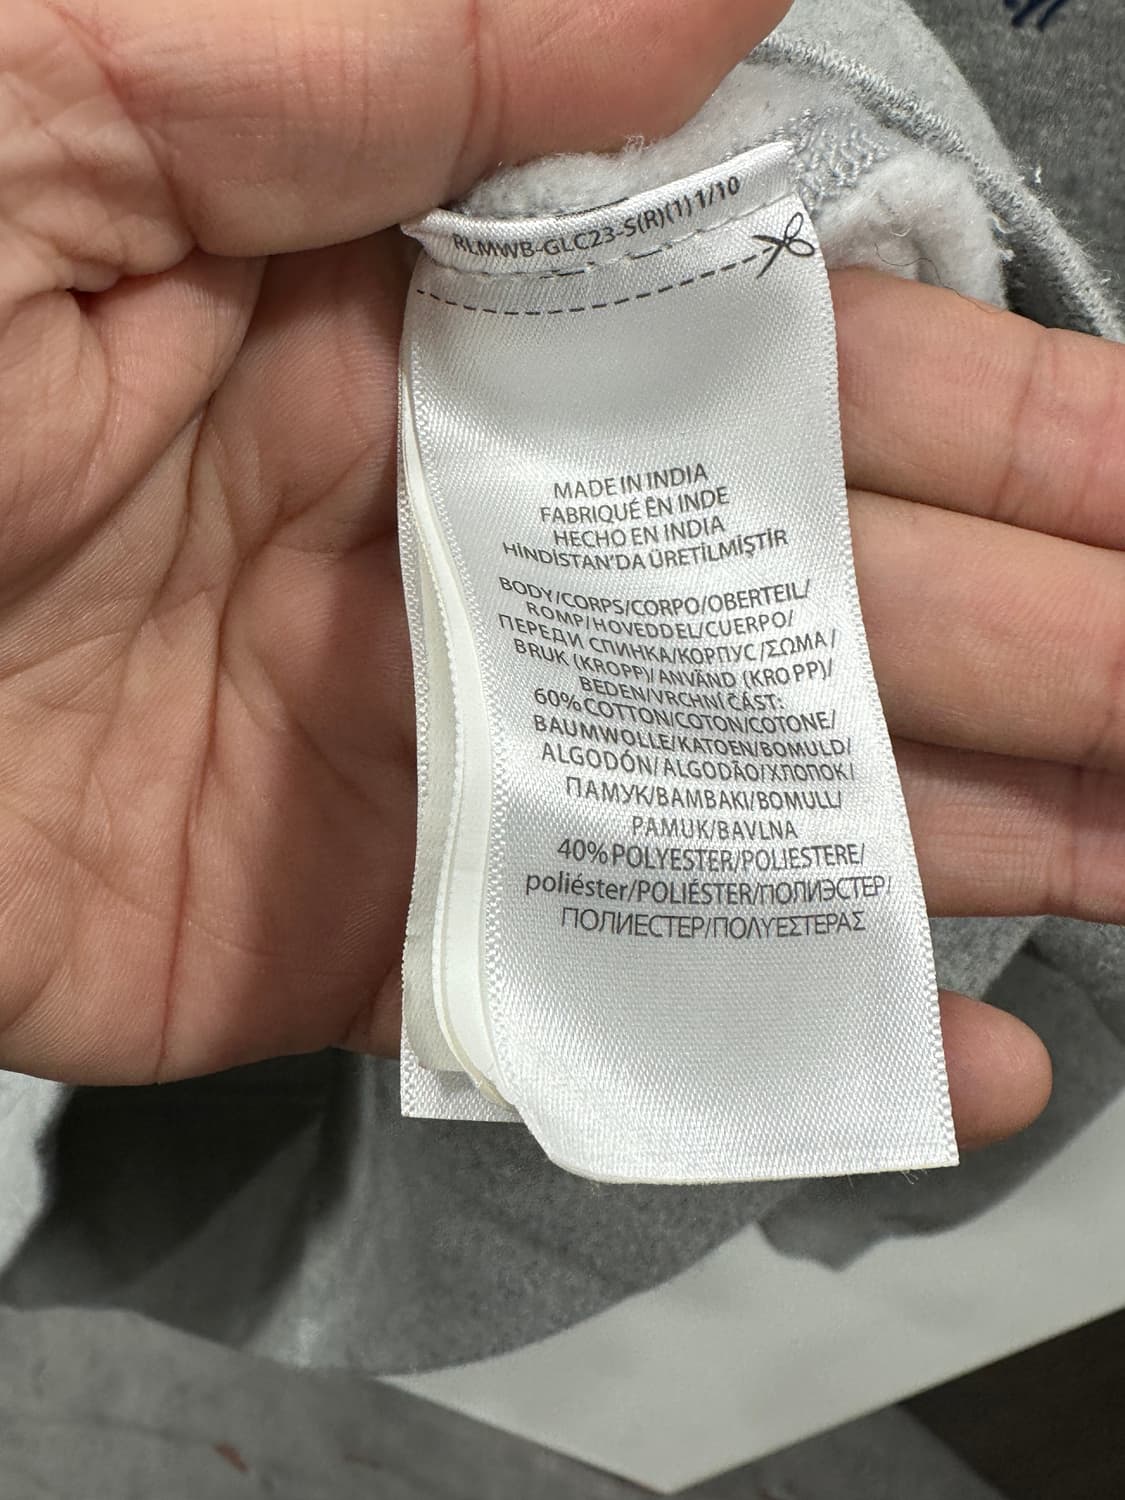 RLMWB-GLC23-S(R)(1) 1/10
MADE IN INDIA
FABRIQUÉ EN INDE
HECHO EN INDIA
HİNDİSTAN'DA ÜRETİLMİŞTİR
BODY/CORPS/CORPO/OBERTEIL/
ROMP/HOVEDDEL/CUERPO/
ПЕРЕДИ СПИНКА/КОРПУС/ΣΩΜΑ/
BRUK (KROPP)/ANVÄND (KROPP)/
BEDEN/VRCHNÍ ČÁST:
60%COTTON/COTON/COTONE/
BAUMWOLLE/KATOEN/BOMULD/
ALGODÓN/ALGODÃO/ХЛОПОК/
ПАМУК/ΒΑΜΒΑΚΙ/BOMULL/
PAMUK/BAVLNA
40%POLYESTER/POLIESTERE/
poliéster/POLIÉSTER/ПОЛИЭСТЕР/
ПОЛИЕСТЕР/ΠΟΛΥΕΣΤΕΡΑΣ